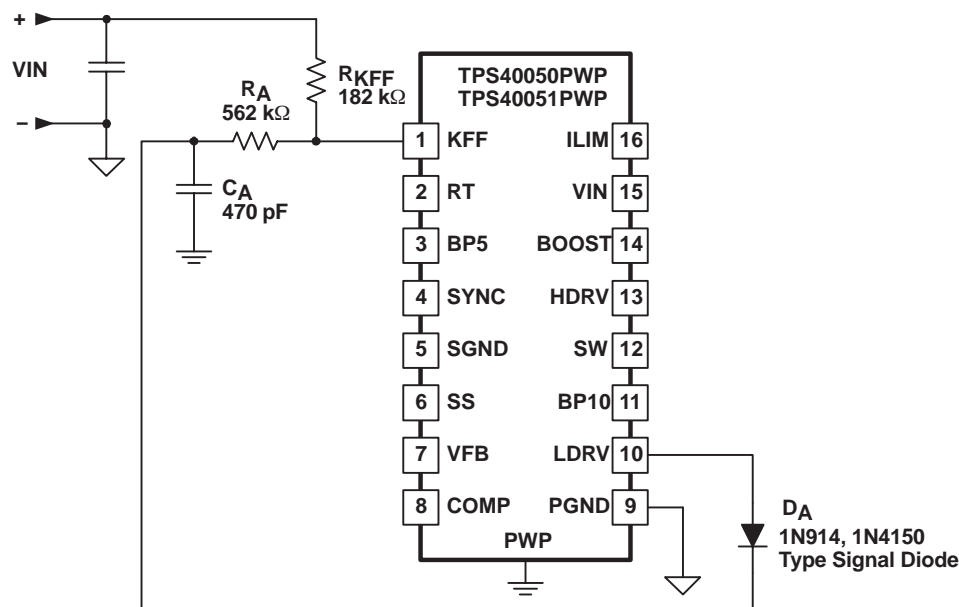 +
VIN
−
RA
562 kΩ
RKFF
182 kΩ
CA
470 pF
TPS40050PWP
TPS40051PWP
1 KFF
ILIM 16
2 RT
VIN 15
3 BP5
BOOST 14
4 SYNC
HDRV 13
5 SGND
SW 12
6 SS
BP10 11
7 VFB
LDRV 10
8 COMP
PGND 9
PWP
DA
1N914, 1N4150
Type Signal Diode